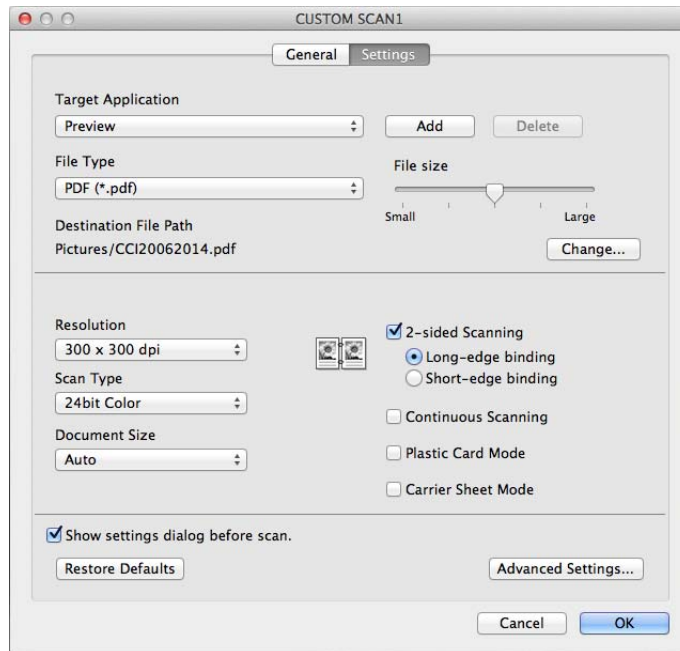 CUSTOM SCAN1
General Settings
Target Application
Preview Add Delete
File Type File size
PDF (*.pdf)
Small Large
Destination File Path
Pictures/CCI20062014.pdf Change...
Resolution 2-sided Scanning
300 x 300 dpi Long-edge binding
Scan Type Short-edge binding
24bit Color
Continuous Scanning
Document Size
Auto Plastic Card Mode
Carrier Sheet Mode
Show settings dialog before scan.
Restore Defaults Advanced Settings...
Cancel OK